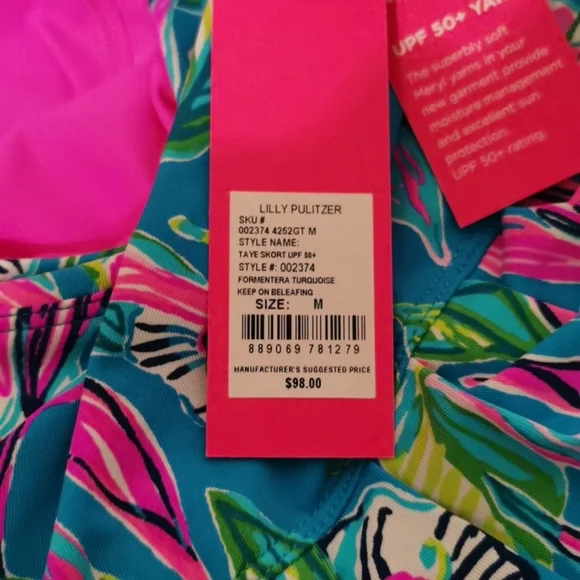 LILLY PULITZER
SKU #
002374 4252GT M
STYLE NAME:
TAYE SKORT UPF 50+
STYLE #: 002374
FORMENTERA TURQUOISE
KEEP ON BELEAFING
SIZE: M
889069 781279
MANUFACTURER'S SUGGESTED PRICE
$98.00
UPF 50+
The superbly soft
Meryl yarns in your
new garment provide
moisture management
and excellent sun
protection.
UPF 50+ rating.